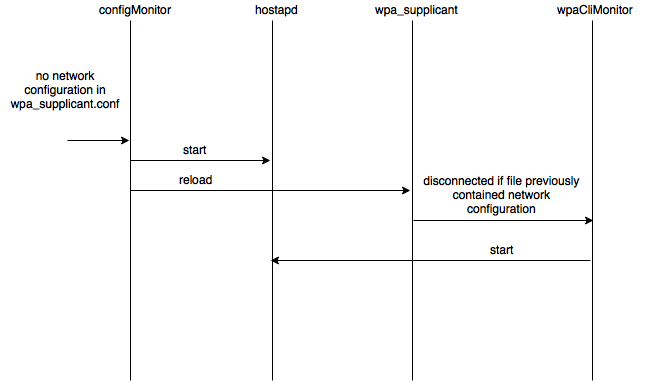 configMonitor
hostapd
wpa_supplicant
wpaCliMonitor
no network
configuration in
wpa_supplicant.conf
start
reload
disconnected if file previously
contained network
configuration
start